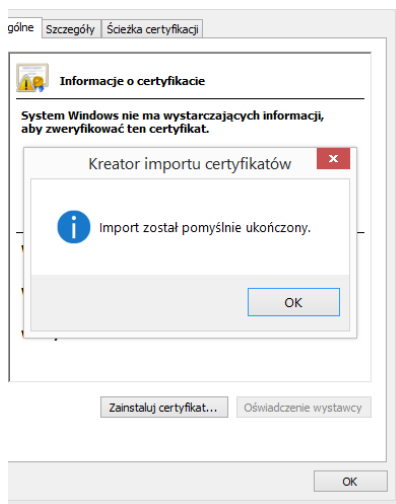 gólne Szczegóły Ścieżka certyfikacji
Informacje o certyfikacie
System Windows nie ma wystarczających informacji,
aby zweryfikować ten certyfikat.
Kreator importu certyfikatów
Import został pomyślnie ukończony.
OK
Zainstaluj certyfikat... Oświadczenie wystawcy
OK